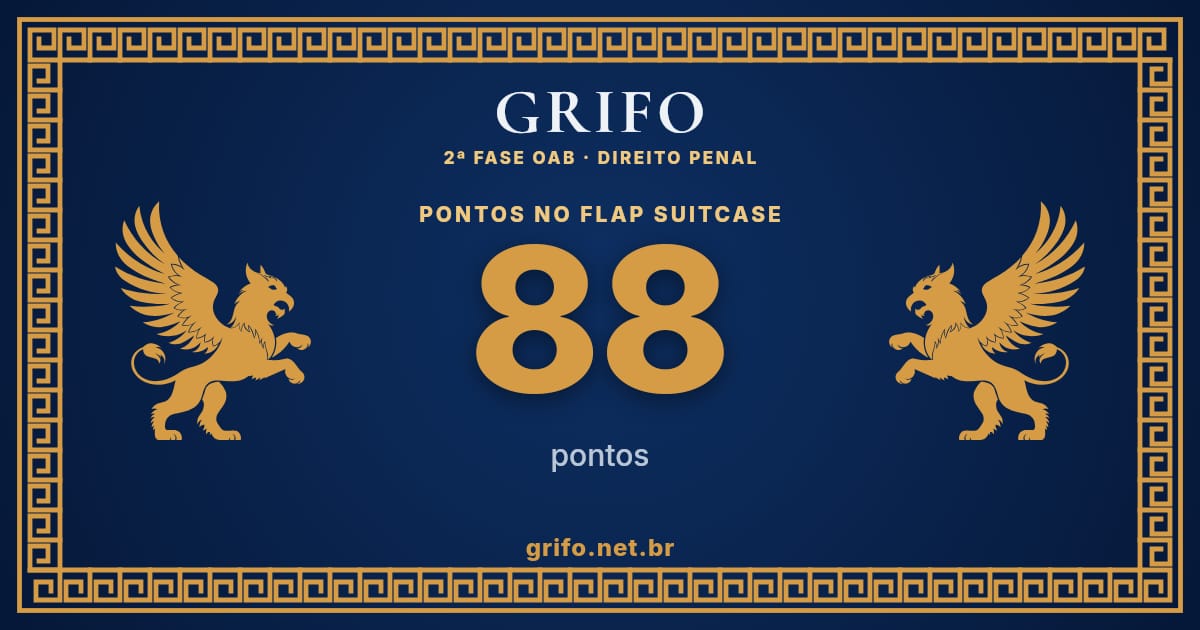 GRIFO
2ª FASE OAB · DIREITO PENAL
PONTOS NO FLAP SUITCASE
88
pontos
grifo.net.br